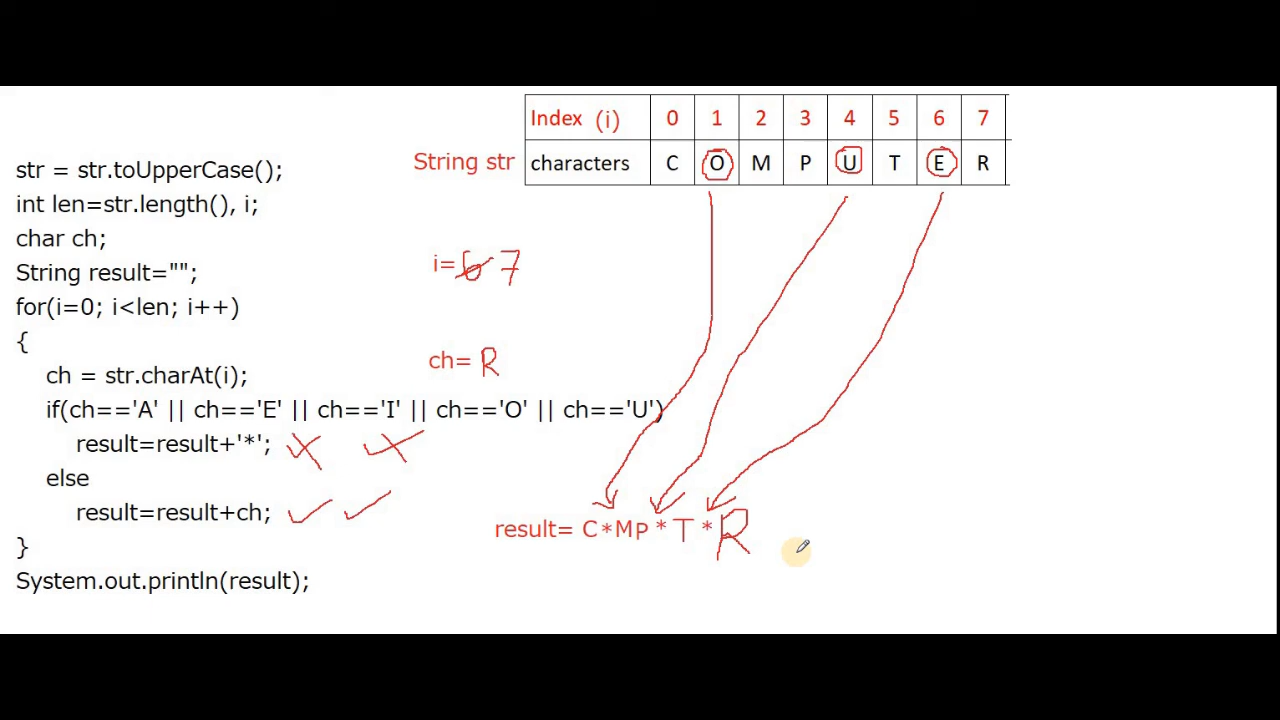 Index (i) 0 1 2 3 4 5 6 7
String str characters C O M P U T E R
str = str.toUpperCase();
int len=str.length(), i;
char ch;
String result="";
i= 6 7
for(i=0; i<len; i++)
{
ch= R
ch = str.charAt(i);
if(ch=='A' || ch=='E' || ch=='I' || ch=='O' || ch=='U')
result=result+'*';
else
result=result+ch;
result= C*MP*T*R
}
System.out.println(result);